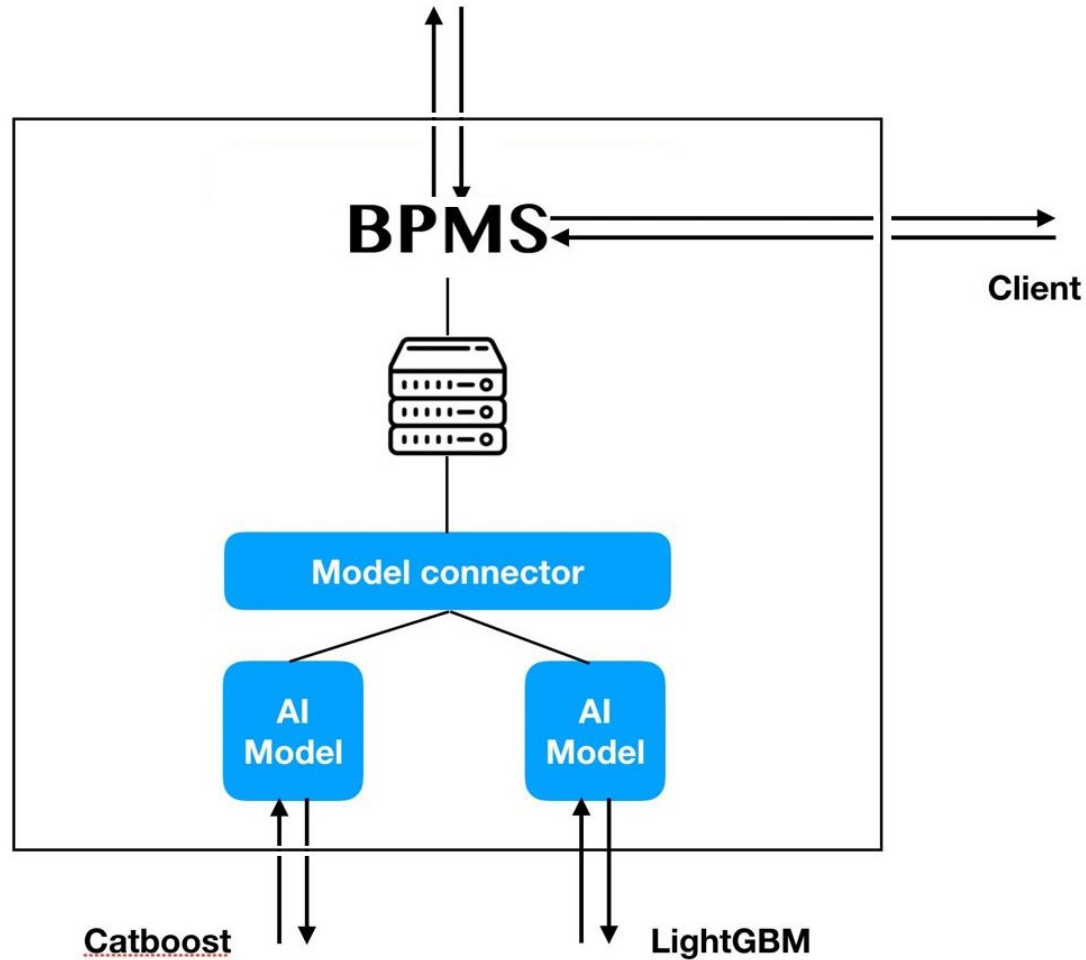 BPMS
Client
Model connector
AI
Model
AI
Model
Catboost
LightGBM